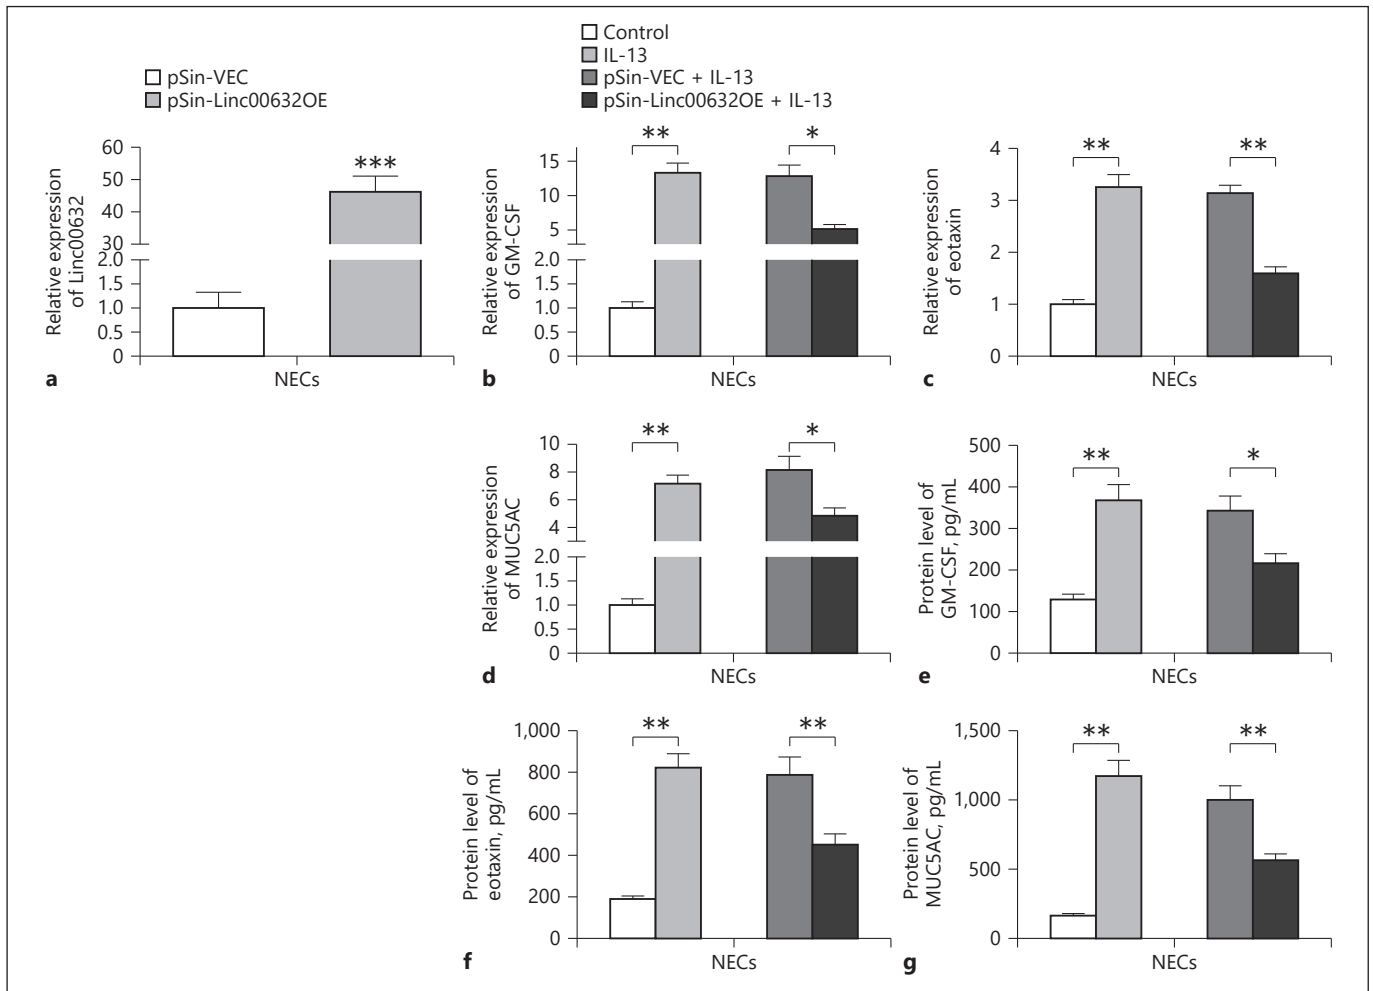 Control
IL-13
pSin-VEC + IL-13
pSin-Linc00632OE + IL-13
pSin-VEC
pSin-Linc00632OE
Relative expression
of Linc00632
60
50
40
30
2.0
1.5
1.0
0.5
0
***
NECs
a
Relative expression
of GM-CSF
15
10
5
2.0
1.5
1.0
0.5
0
**
*
NECs
b
Relative expression
of eotaxin
4
3
2
1
0
**
**
NECs
c
Relative expression
of MUC5AC
10
8
6
4
2.0
1.5
1.0
0.5
0
**
*
NECs
d
Protein level of
GM-CSF, pg/mL
500
400
300
200
100
0
**
*
NECs
e
Protein level of
eotaxin, pg/mL
1,000
800
600
400
200
0
**
**
NECs
f
Protein level of
MUC5AC, pg/mL
1,500
1,000
500
0
**
**
NECs
g